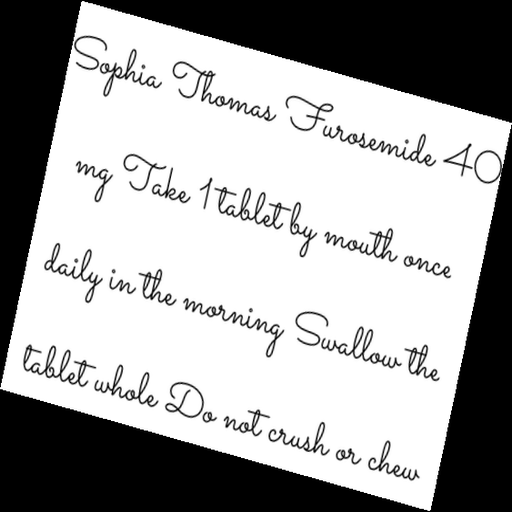 Sophia Thomas Furosemide 40
mg Take 1 tablet by mouth once
daily in the morning Swallow the
tablet whole Do not crush or chew